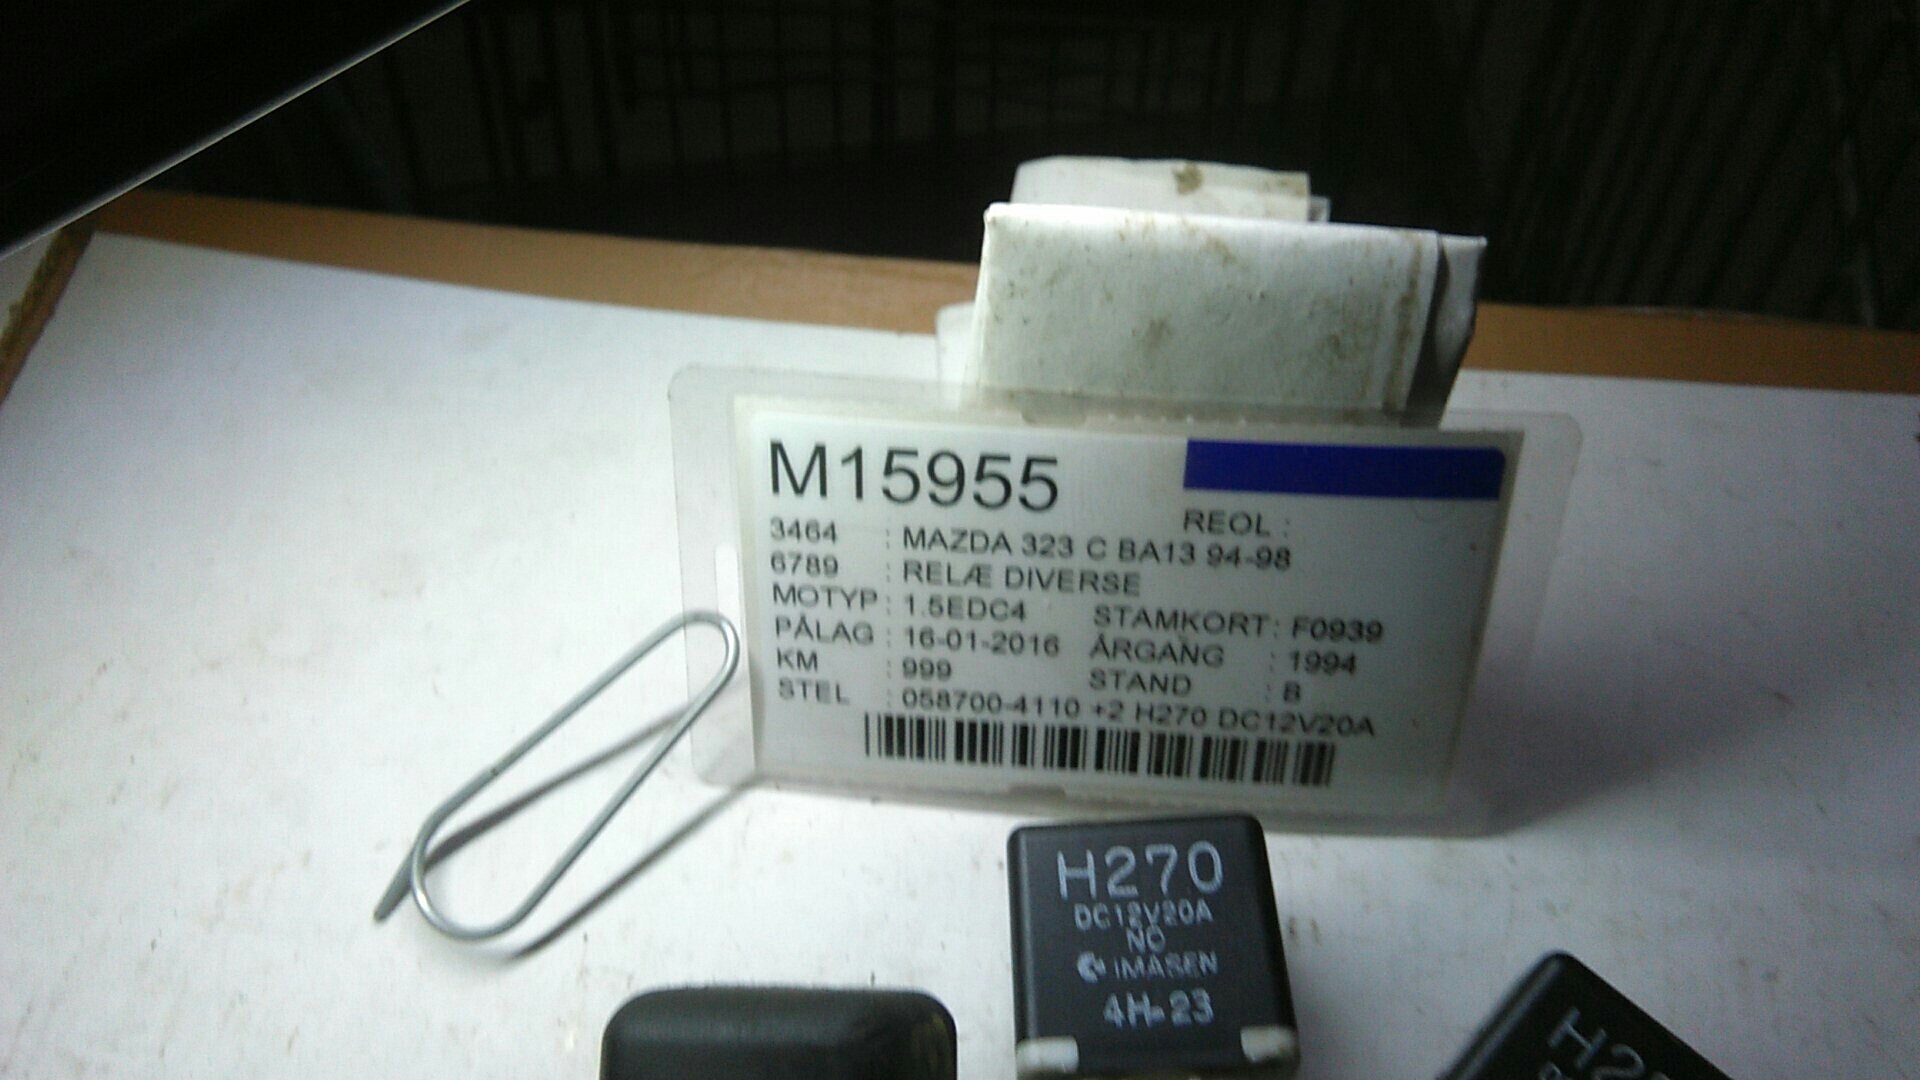 M15955
REOL :
3464 : MAZDA 323 C BA13 94-98
6789 : RELÆ DIVERSE
MOTYP : 1.5EDC4 STAMKORT : F0939
PÅLAG : 16-01-2016 ÅRGANG : 1994
KM : 999 STAND : B
STEL : 058700-4110 +2 H270 DC12V20A
H270
DC12V20A
NO
IMASEN
4H-23
H2